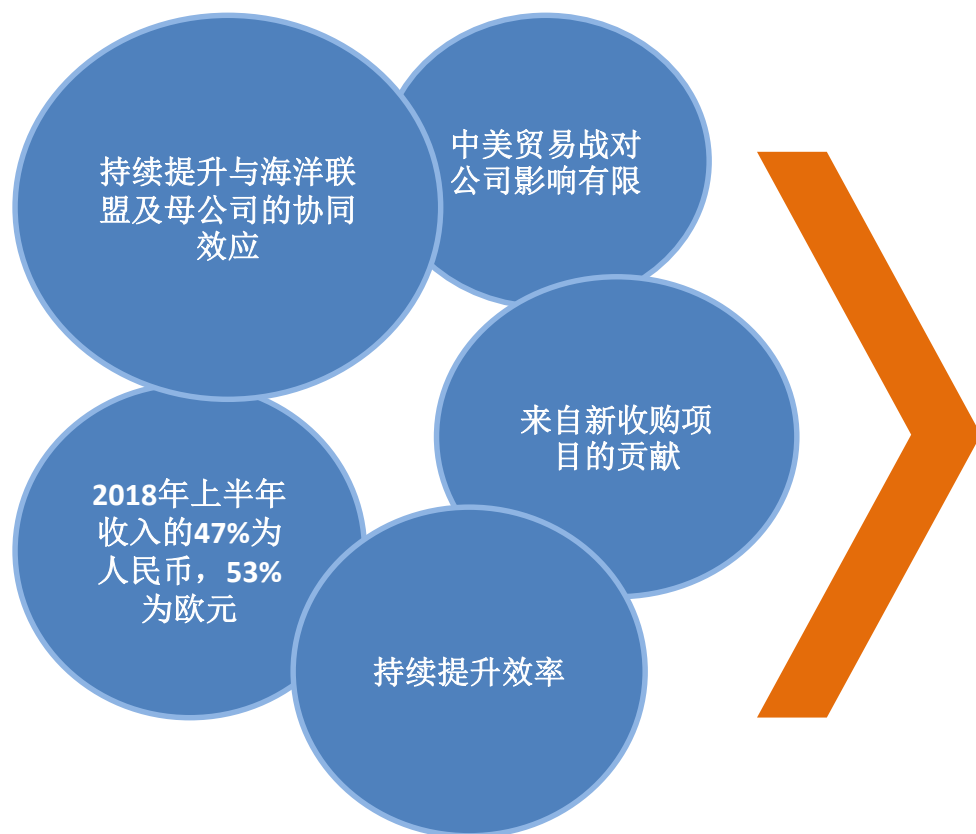 持续提升与海洋联
盟及母公司的协同
效应
中美贸易战对
公司影响有限
来自新收购项
目的贡献
2018年上半年
收入的47%为
人民币，53%
为欧元
持续提升效率